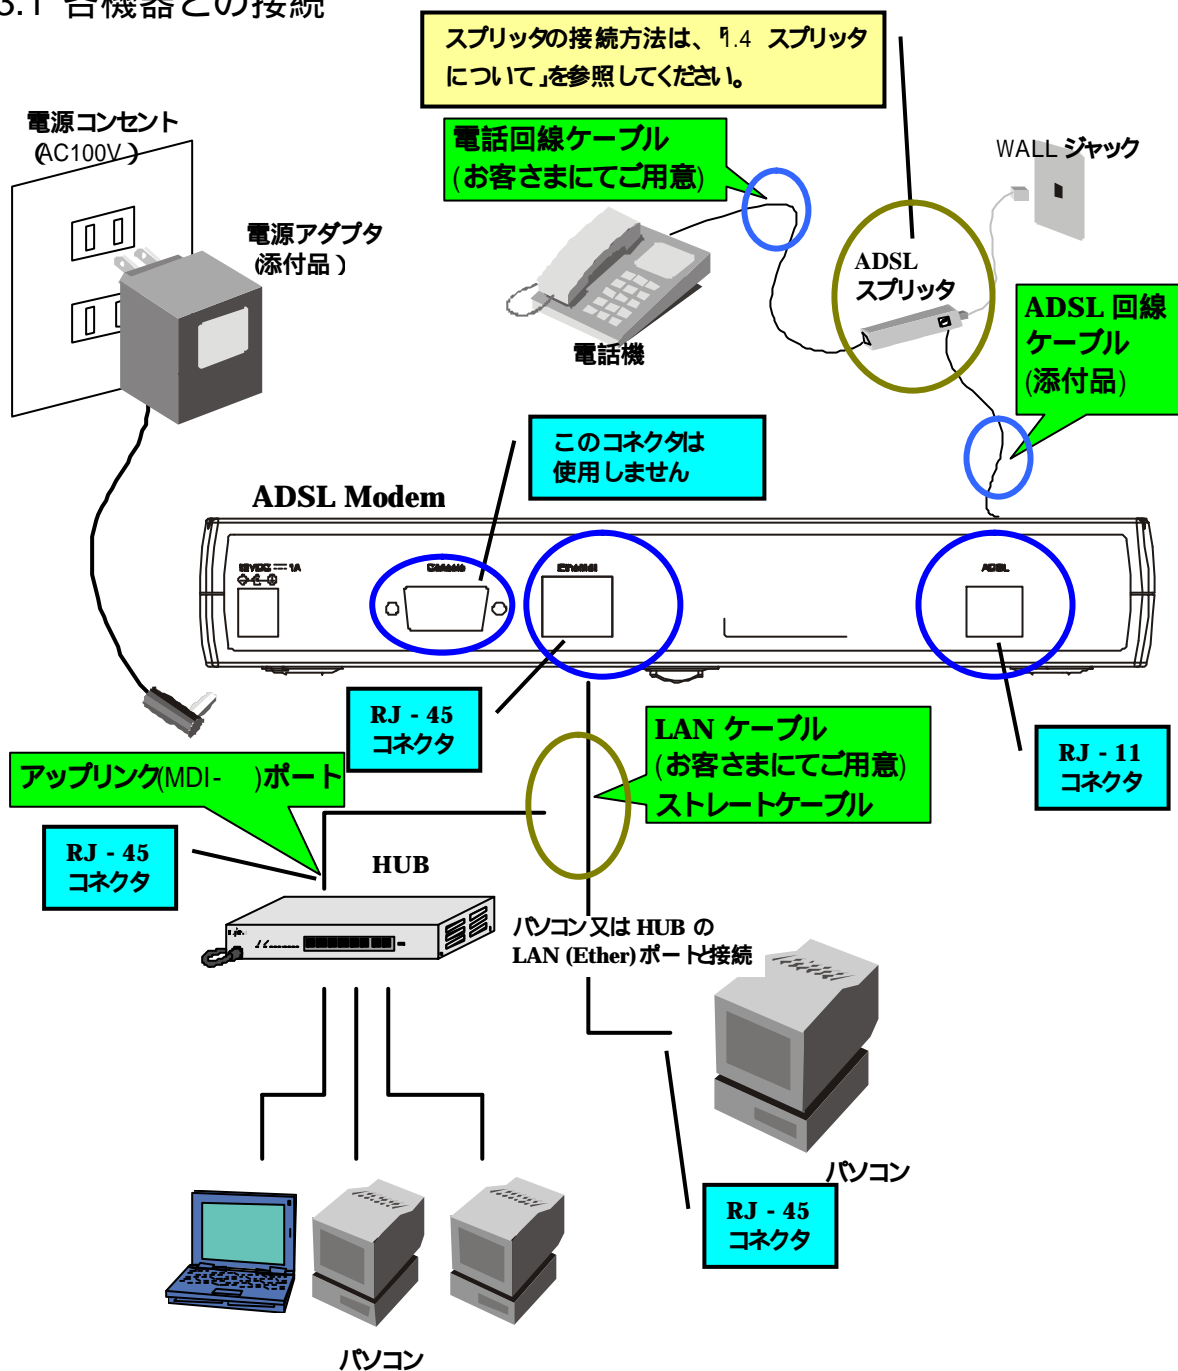 3.1 各機器との接続
スプリッタの接続方法は、「1.4 スプリッタ
について」を参照してください。
電源コンセント
(AC100V)
電話回線ケーブル
(お客さまにてご用意)
WALL ジャック
電源アダプタ
(添付品)
ADSL
スプリッタ
ADSL 回線
ケーブル
(添付品)
電話機
このコネクタは
使用しません
ADSL Modem
12VDC 1A
Console
Ethernet
ADSL
RJ - 45
コネクタ
LAN ケーブル
(お客さまにてご用意)
ストレートケーブル
RJ - 11
コネクタ
アップリンク(MDI- )ポート
RJ - 45
コネクタ
HUB
パソコン又は HUB の
LAN (Ether) ポートと接続
パソコン
RJ - 45
コネクタ
パソコン